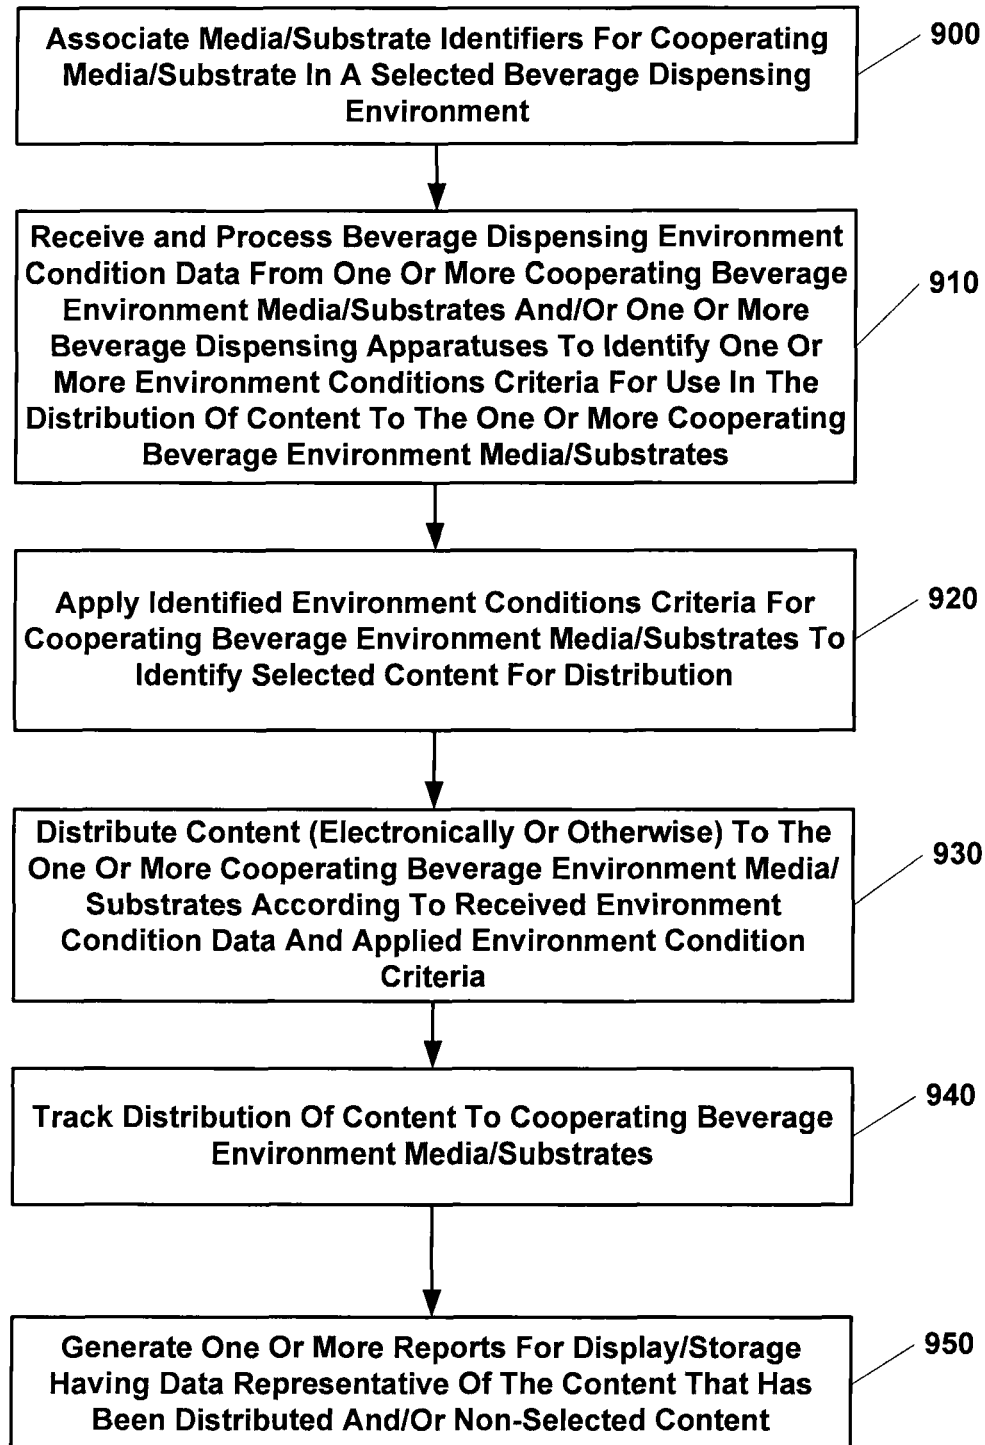 Associate Media/Substrate Identifiers For Cooperating
Media/Substrate In A Selected Beverage Dispensing
Environment
900
Receive and Process Beverage Dispensing Environment
Condition Data From One Or More Cooperating Beverage
Environment Media/Substrates And/Or One Or More
Beverage Dispensing Apparatuses To Identify One Or
More Environment Conditions Criteria For Use In The
Distribution Of Content To The One Or More Cooperating
Beverage Environment Media/Substrates
910
Apply Identified Environment Conditions Criteria For
Cooperating Beverage Environment Media/Substrates To
Identify Selected Content For Distribution
920
Distribute Content (Electronically Or Otherwise) To The
One Or More Cooperating Beverage Environment Media/
Substrates According To Received Environment
Condition Data And Applied Environment Condition
Criteria
930
Track Distribution Of Content To Cooperating Beverage
Environment Media/Substrates
940
Generate One Or More Reports For Display/Storage
Having Data Representative Of The Content That Has
Been Distributed And/Or Non-Selected Content
950